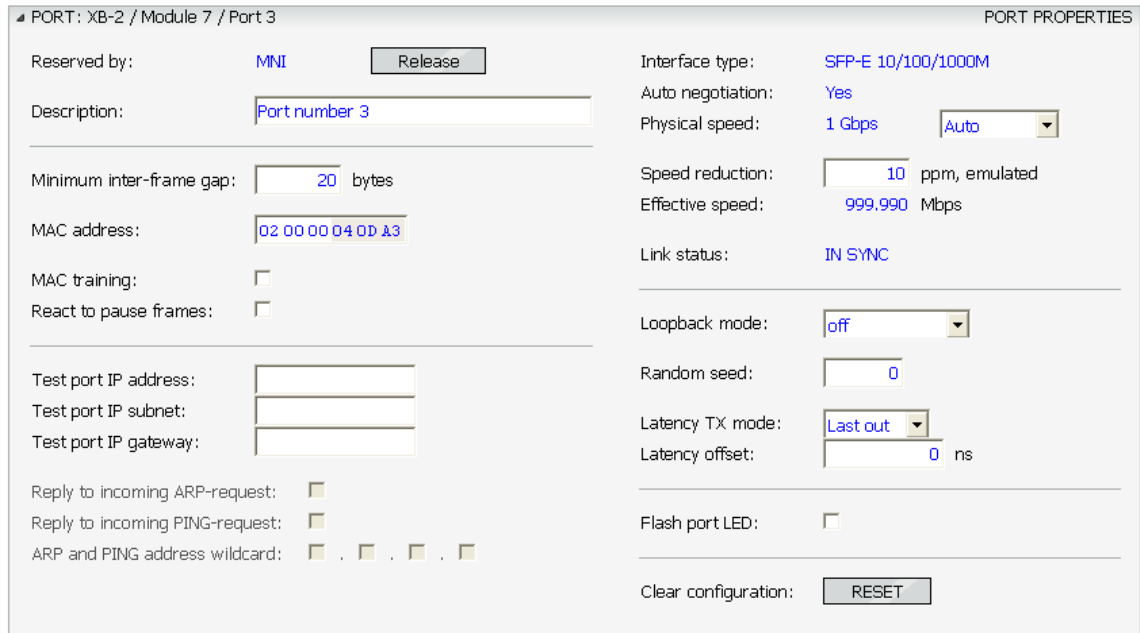 PORT: XB-2 / Module 7 / Port 3 PORT PROPERTIES
Reserved by: MNI Release
Description: Port number 3
Minimum inter-frame gap: 20 bytes
MAC address: 02 00 00 04 0D A3
MAC training:
React to pause frames:
Test port IP address:
Test port IP subnet:
Test port IP gateway:
Reply to incoming ARP-request:
Reply to incoming PING-request:
ARP and PING address wildcard: . . .
Interface type: SFP-E 10/100/1000M
Auto negotiation: Yes
Physical speed: 1 Gbps Auto
Speed reduction: 10 ppm, emulated
Effective speed: 999.990 Mbps
Link status: IN SYNC
Loopback mode: off
Random seed: 0
Latency TX mode: Last out
Latency offset: 0 ns
Flash port LED:
Clear configuration: RESET